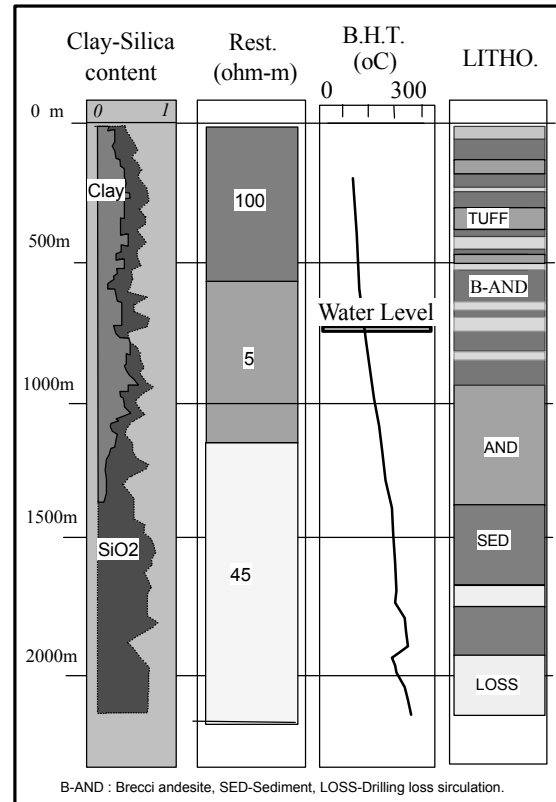 Clay-Silica
content
Rest.
(ohm-m)
B.H.T.
(oC)
LITHO.
0 m
0
1
0
300
Clay
100
TUFF
500m
B-AND
Water Level
5
1000m
AND
1500m
SiO2
SED
45
2000m
LOSS
B-AND : Brecci andesite, SED-Sediment, LOSS-Drilling loss sirculation.